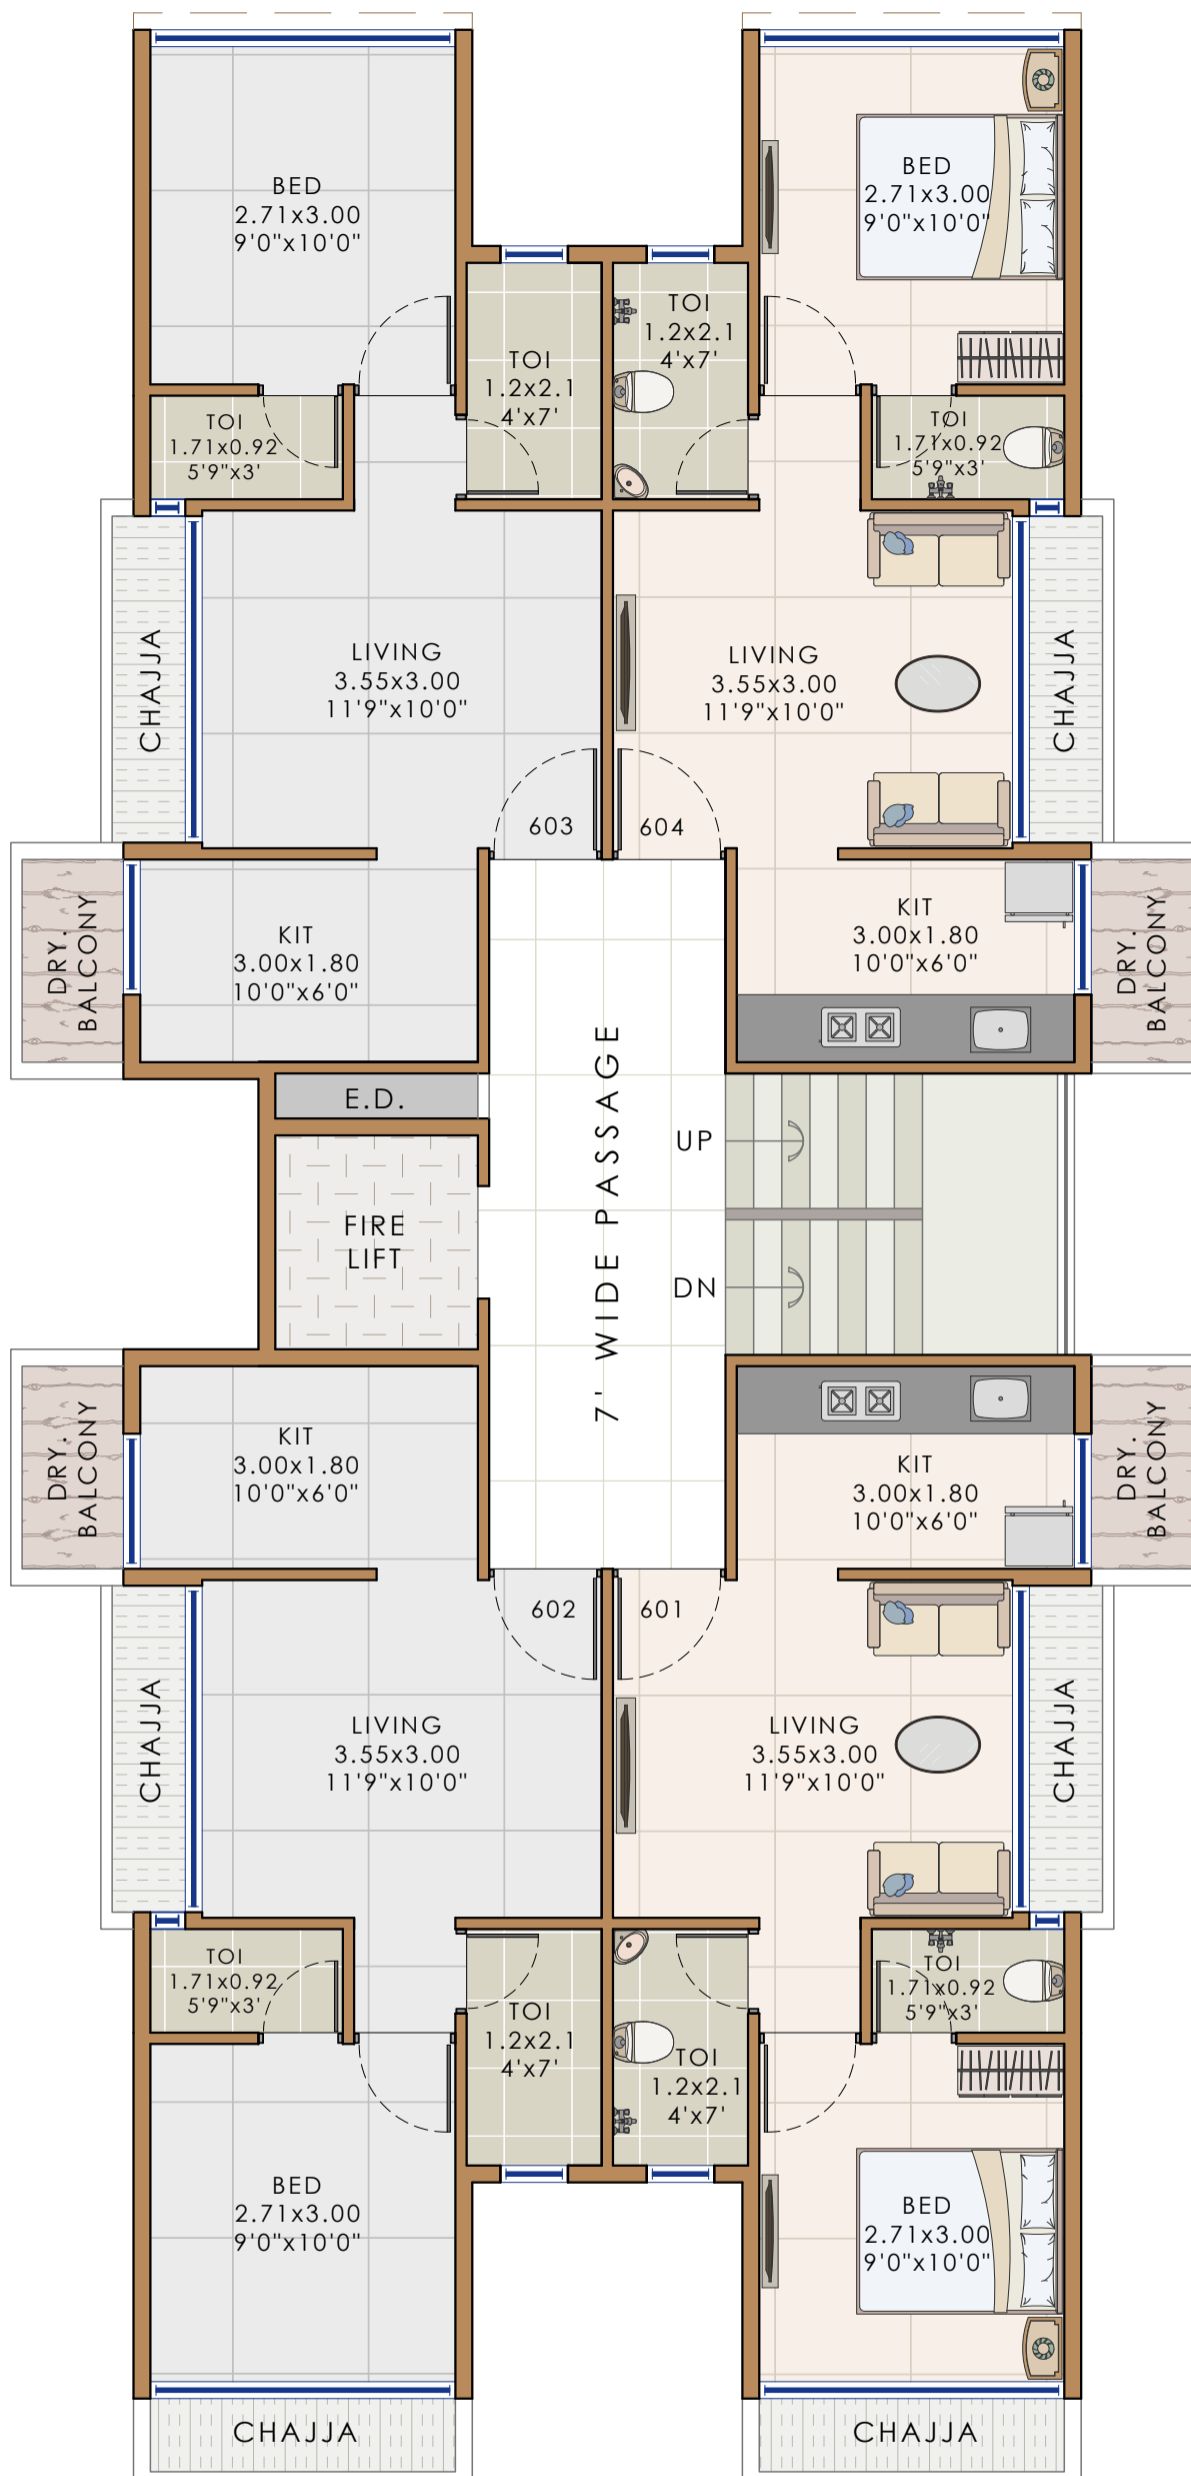 BED
2.71x3.00
9'0"x10'0"
BED
2.71x3.00
9'0"x10'0"
TOI
1.2x2.1
4'x7'
TOI
1.2x2.1
4'x7'
TOI
1.71x0.92
5'9"x3'
TOI
1.71x0.92
5'9"x3'
CHAJJA
LIVING
3.55x3.00
11'9"x10'0"
LIVING
3.55x3.00
11'9"x10'0"
CHAJJA
603
604
DRY.
BALCONY
KIT
3.00x1.80
10'0"x6'0"
KIT
3.00x1.80
10'0"x6'0"
DRY.
BALCONY
E.D.
7' WIDE PASSAGE
UP
FIRE
LIFT
DN
DRY.
BALCONY
KIT
3.00x1.80
10'0"x6'0"
KIT
3.00x1.80
10'0"x6'0"
DRY.
BALCONY
602
601
CHAJJA
LIVING
3.55x3.00
11'9"x10'0"
LIVING
3.55x3.00
11'9"x10'0"
CHAJJA
TOI
1.71x0.92
5'9"x3'
TOI
1.71x0.92
5'9"x3'
TOI
1.2x2.1
4'x7'
TOI
1.2x2.1
4'x7'
BED
2.71x3.00
9'0"x10'0"
BED
2.71x3.00
9'0"x10'0"
CHAJJA
CHAJJA